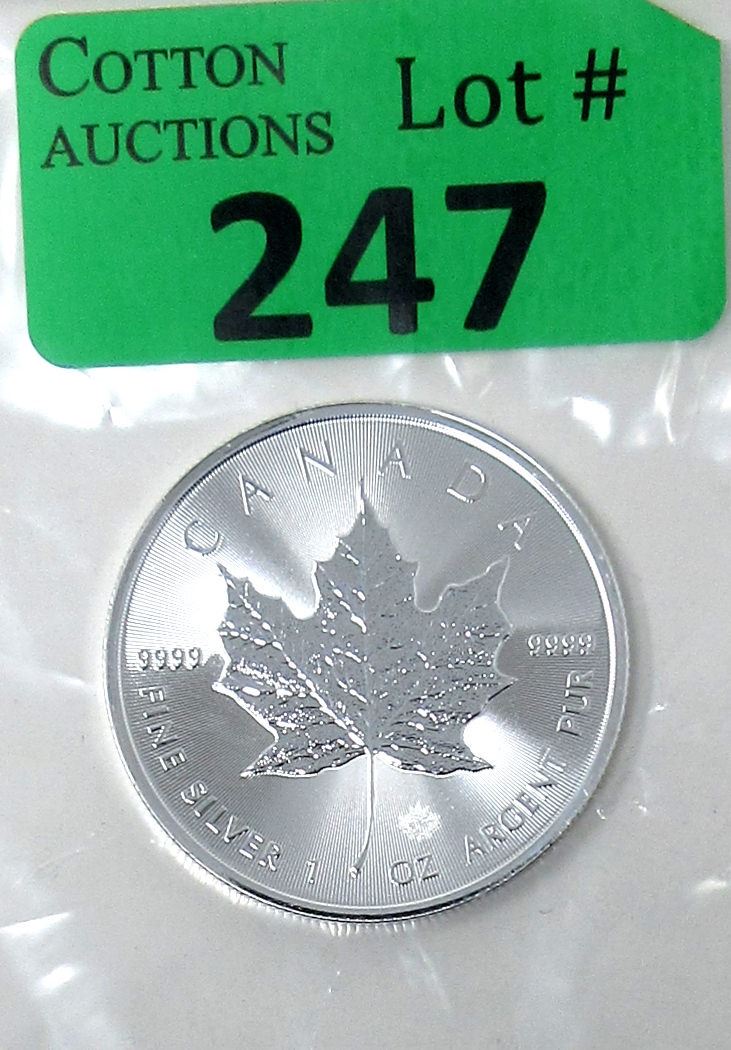 COTTON
AUCTIONS
Lot #
247
CANADA
9999
9999
FINE SILVER 1 OZ ARGENT PUR